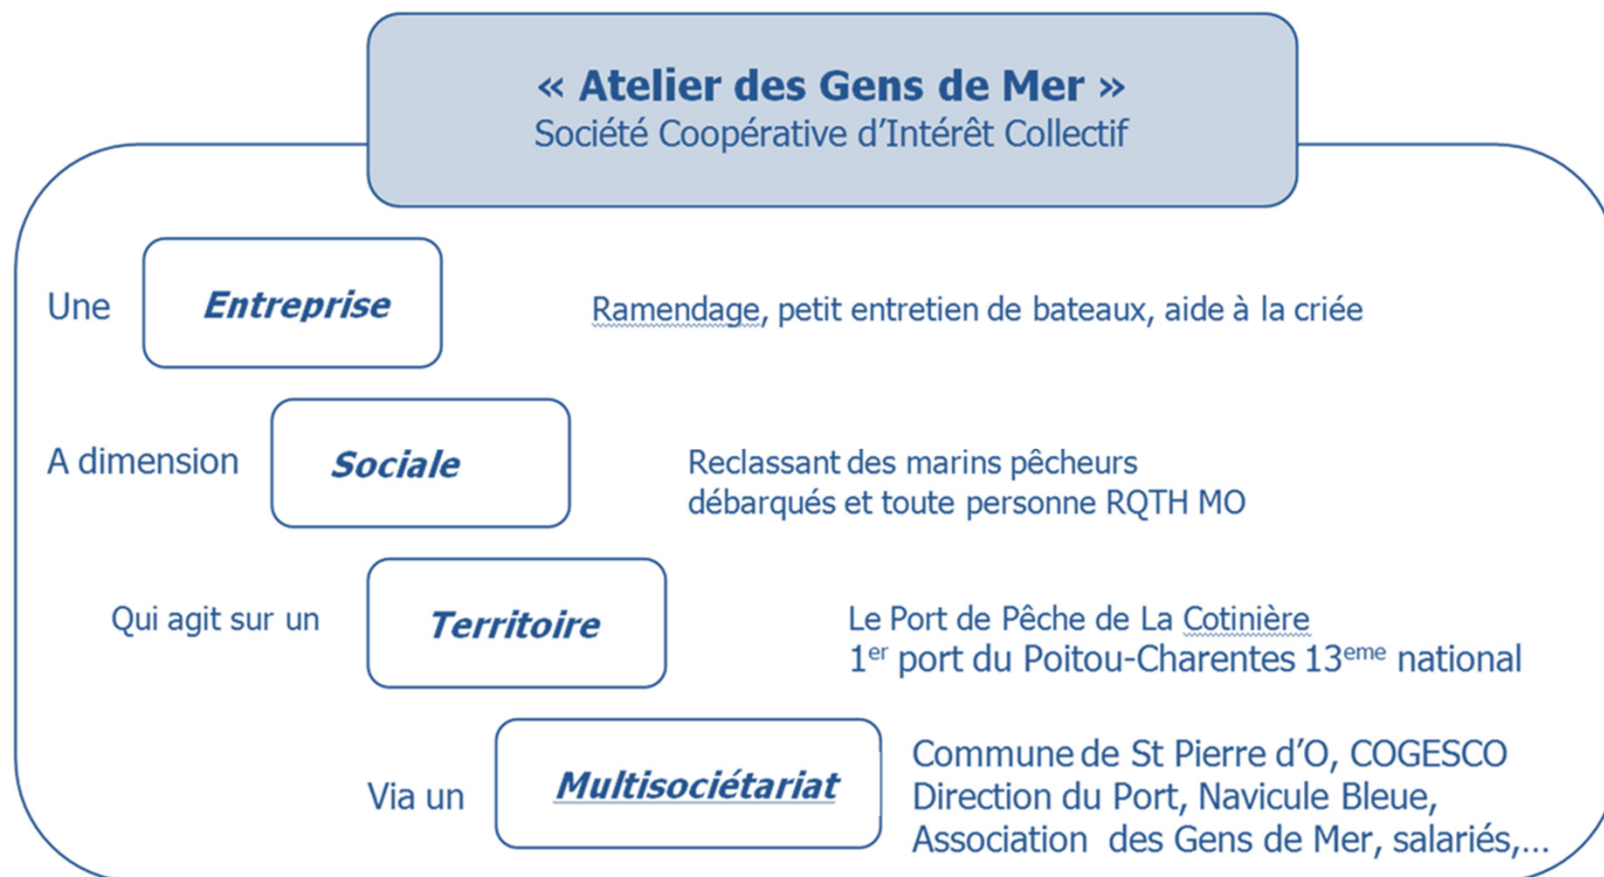 « Atelier des Gens de Mer »
Société Coopérative d’Intérêt Collectif
Une Entreprise Ramendage, petit entretien de bateaux, aide à la criée
A dimension Sociale Reclassant des marins pêcheurs
débarqués et toute personne RQTH MO
Qui agit sur un Territoire Le Port de Pêche de La Cotinière
1er port du Poitou-Charentes 13eme national
Via un Multisociétariat Commune de St Pierre d’O, COGESCO
Direction du Port, Navicule Bleue,
Association des Gens de Mer, salariés,...